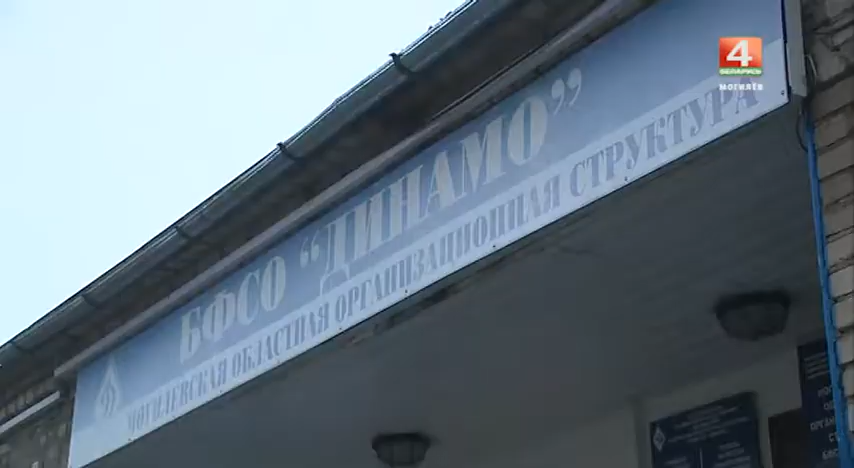 4
БЕЛАРУСЬ
МОГИЛЁВ
БФСО “ДИНАМО”
МОГИЛЕВСКАЯ ОБЛАСТНАЯ ОРГАНИЗАЦИОННАЯ СТРУКТУРА